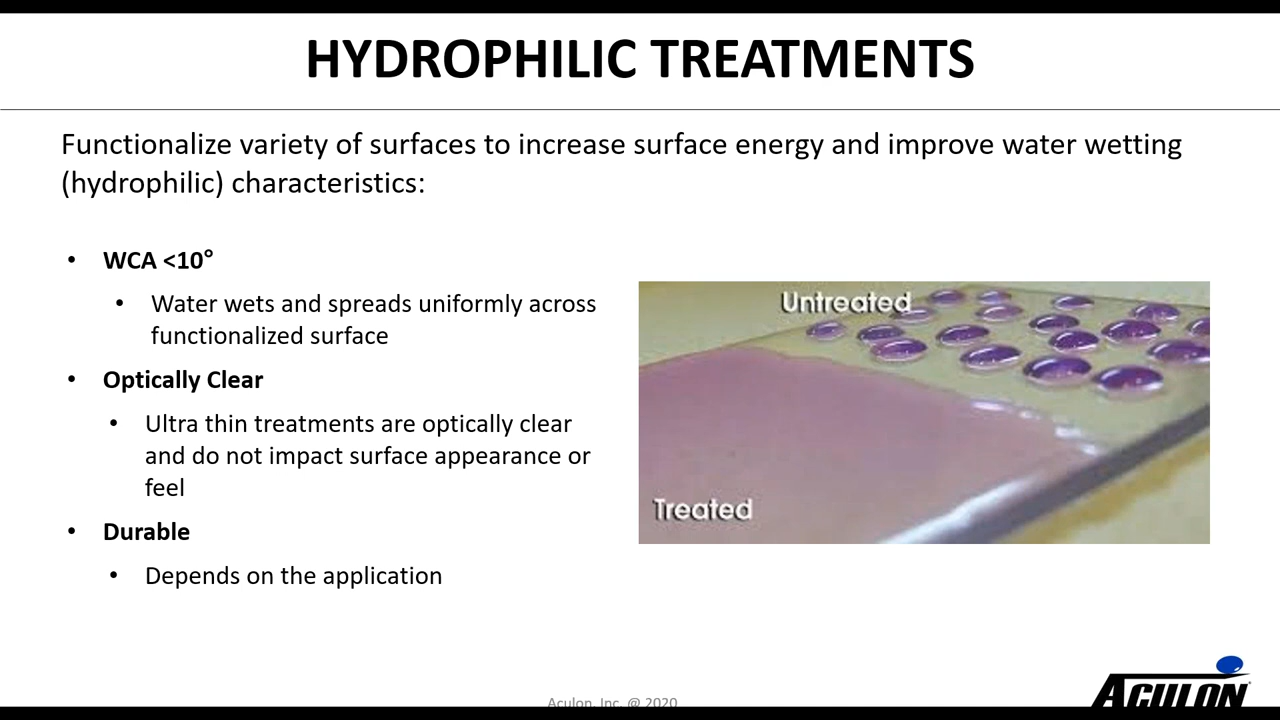 HYDROPHILIC TREATMENTS
Functionalize variety of surfaces to increase surface energy and improve water wetting
(hydrophilic) characteristics:
• WCA <10°
• Water wets and spreads uniformly across
functionalized surface
• Optically Clear
• Ultra thin treatments are optically clear
and do not impact surface appearance or
feel
• Durable
• Depends on the application
Untreated
Treated
Aculon, Inc. @ 2020
ACULON